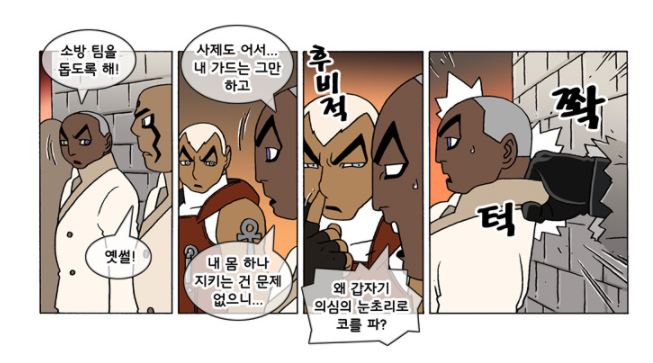 소방 팀을
돕도록 해!
옛썰!
사제도 어서...
내 가드는 그만
하고
내 몸 하나
지키는 건 문제
없으니...
후비적
왜 갑자기
의심의 눈초리로
코를 파?
쫙
턱